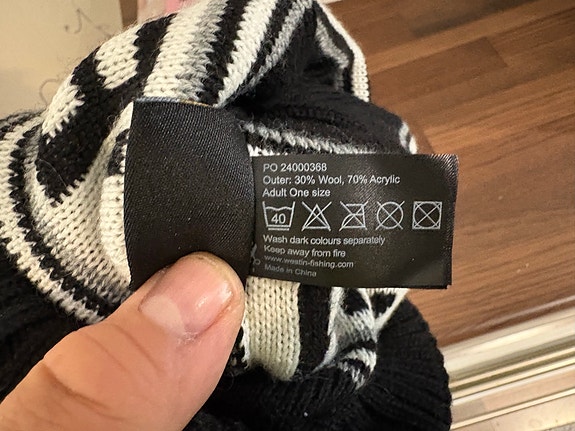 PO 24000368
Outer: 30% Wool, 70% Acrylic
Adult One size
40
Wash dark colours separately
Keep away from fire
www.westin-fishing.com
Made in China